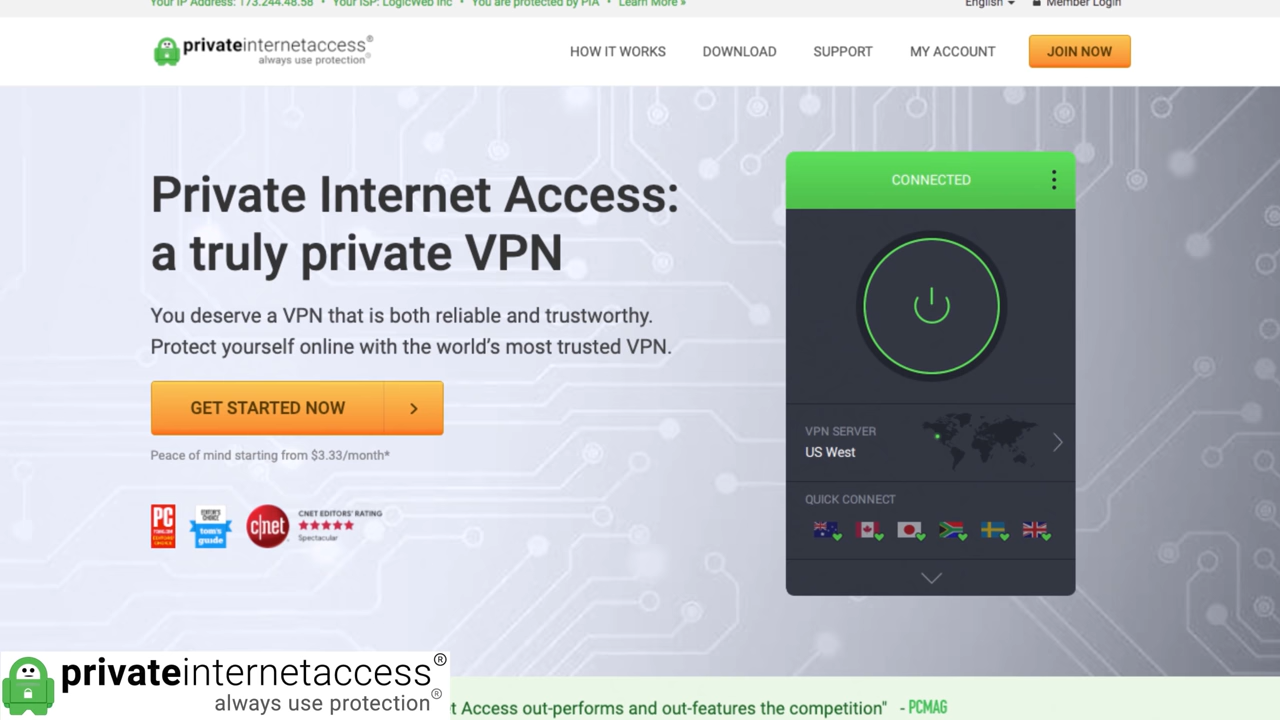 Your IP Address: 173.244.48.58 • Your ISP: LogicWeb Inc • You are protected by PIA • Learn More »
English
Member Login
privateinternetaccess®
always use protection®
HOW IT WORKS
DOWNLOAD
SUPPORT
MY ACCOUNT
JOIN NOW
Private Internet Access:
a truly private VPN
You deserve a VPN that is both reliable and trustworthy.
Protect yourself online with the world's most trusted VPN.
GET STARTED NOW
Peace of mind starting from $3.33/month*
PC
EDITOR'S
CHOICE
tom's
guide
c|net
CNET EDITORS' RATING
Spectacular
CONNECTED
VPN SERVER
US West
QUICK CONNECT
privateinternetaccess®
always use protection®
t Access out-performs and out-features the competition" - PCMAG